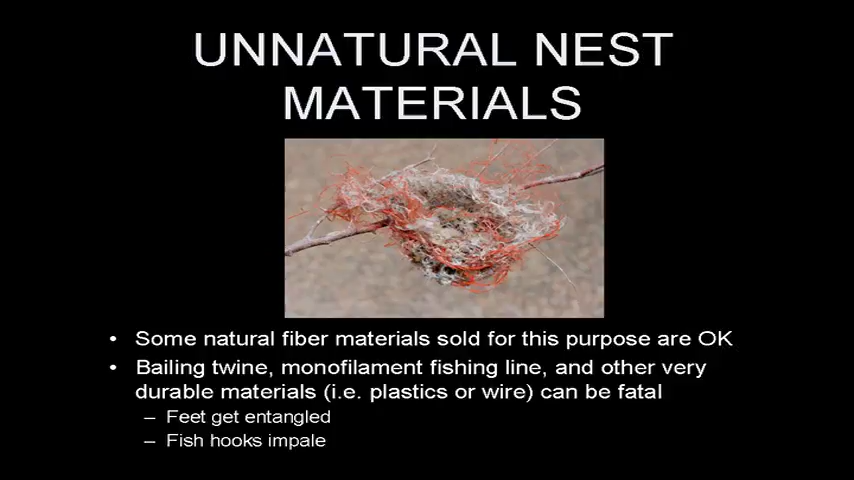 UNNATURAL NEST
MATERIALS
• Some natural fiber materials sold for this purpose are OK
• Bailing twine, monofilament fishing line, and other very
durable materials (i.e. plastics or wire) can be fatal
– Feet get entangled
– Fish hooks impale